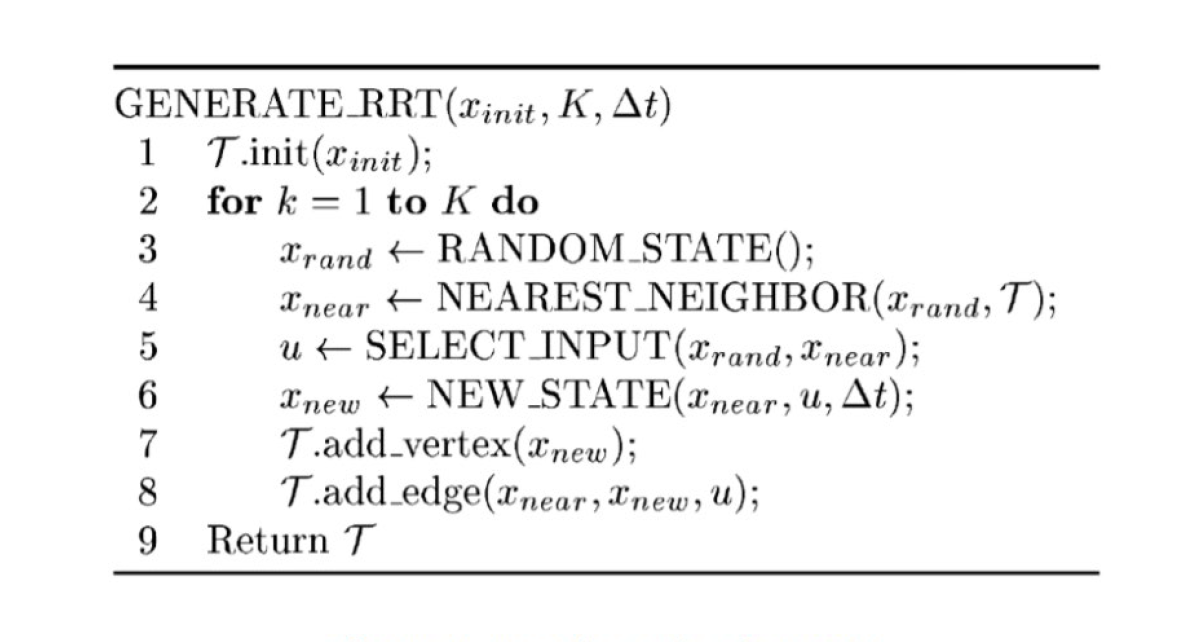 GENERATE_RRT(x_init, K, Δt)
1 𝒯.init(x_init);
2 for k = 1 to K do
3 x_rand ← RANDOM_STATE();
4 x_near ← NEAREST_NEIGHBOR(x_rand, 𝒯);
5 u ← SELECT_INPUT(x_rand, x_near);
6 x_new ← NEW_STATE(x_near, u, Δt);
7 𝒯.add_vertex(x_new);
8 𝒯.add_edge(x_near, x_new, u);
9 Return 𝒯